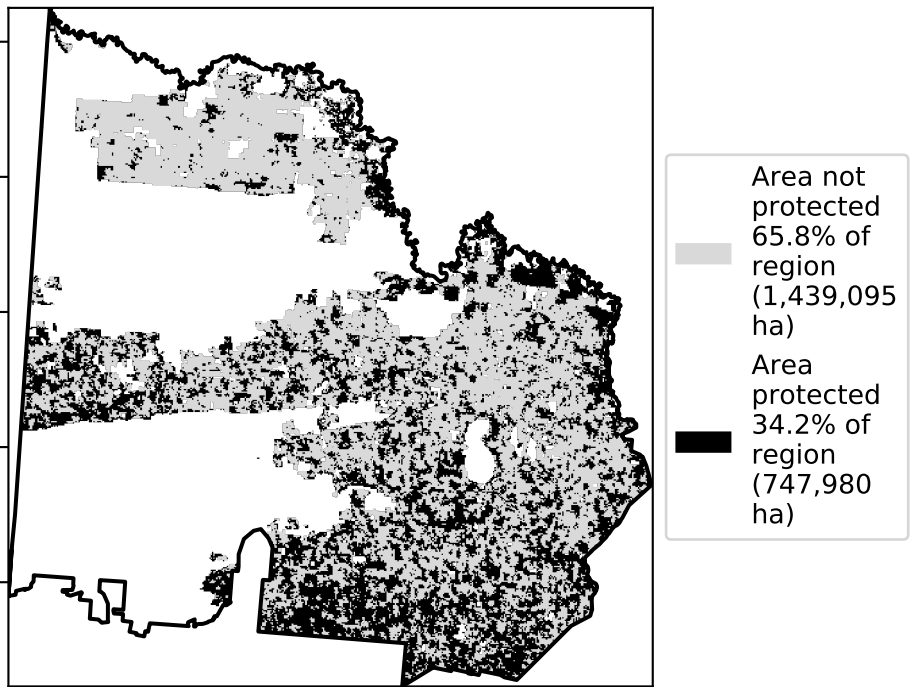 Area not
protected
65.8% of
region
(1,439,095
ha)
Area
protected
34.2% of
region
(747,980
ha)